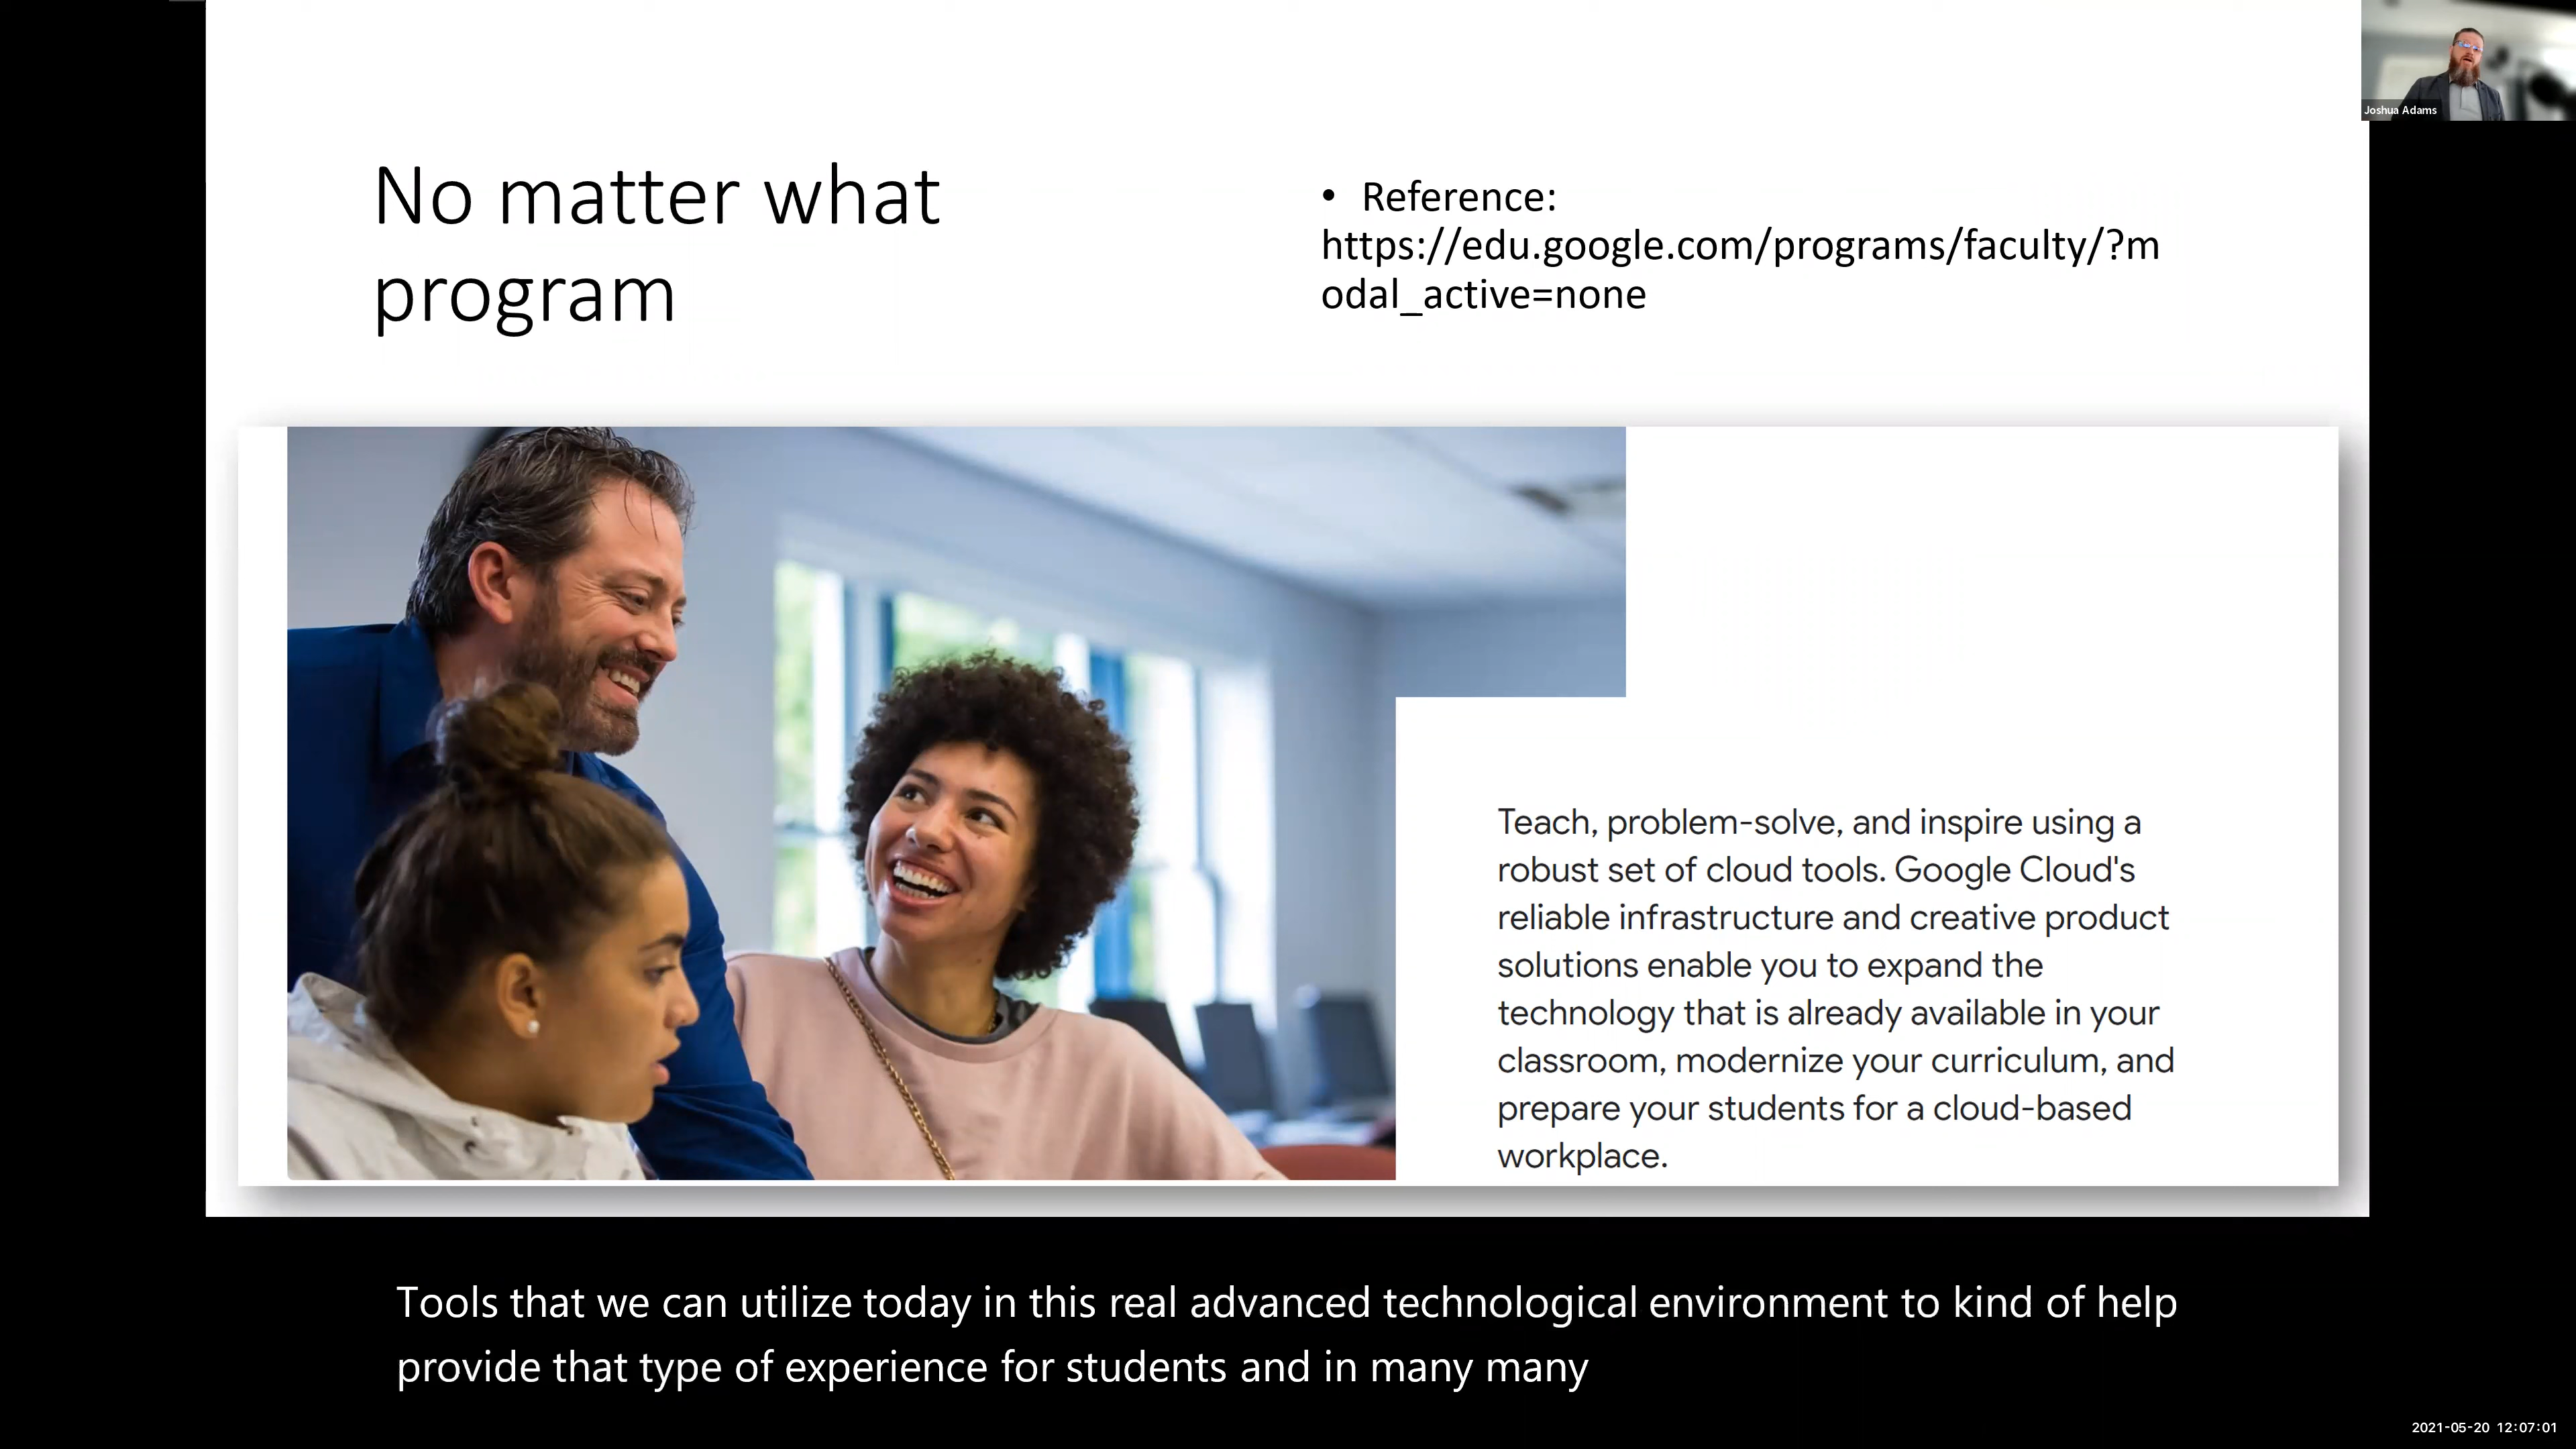 Joshua Adams
No matter what
program
• Reference:
https://edu.google.com/programs/faculty/?m
odal_active=none
Teach, problem-solve, and inspire using a
robust set of cloud tools. Google Cloud's
reliable infrastructure and creative product
solutions enable you to expand the
technology that is already available in your
classroom, modernize your curriculum, and
prepare your students for a cloud-based
workplace.
Tools that we can utilize today in this real advanced technological environment to kind of help
provide that type of experience for students and in many many
2021-05-20 12:07:01